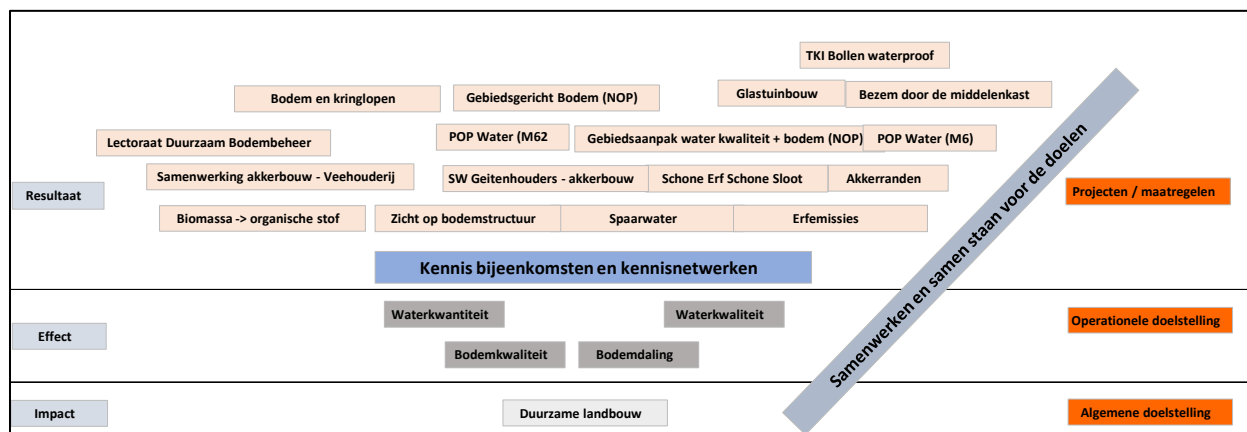 TKI Bollen waterproof
Bodem en kringlopen
Gebiedsgericht Bodem (NOP)
Glastuinbouw
Bezem door de middelenkast
Lectoraat Duurzaam Bodembeheer
POP Water (M62
Gebiedsaanpak water kwaliteit + bodem (NOP)
POP Water (M6)
Samenwerking akkerbouw - Veehouderij
SW Geitenhouders - akkerbouw
Schone Erf Schone Sloot
Akkerranden
Resultaat
Projecten / maatregelen
Biomassa -> organische stof
Zicht op bodemstructuur
Spaarwater
Erfemissies
Kennis bijeenkomsten en kennisnetwerken
Samenwerken en samen staan voor de doelen
Waterkwantiteit
Waterkwaliteit
Effect
Operationele doelstelling
Bodemkwaliteit
Bodemdaling
Impact
Duurzame landbouw
Algemene doelstelling